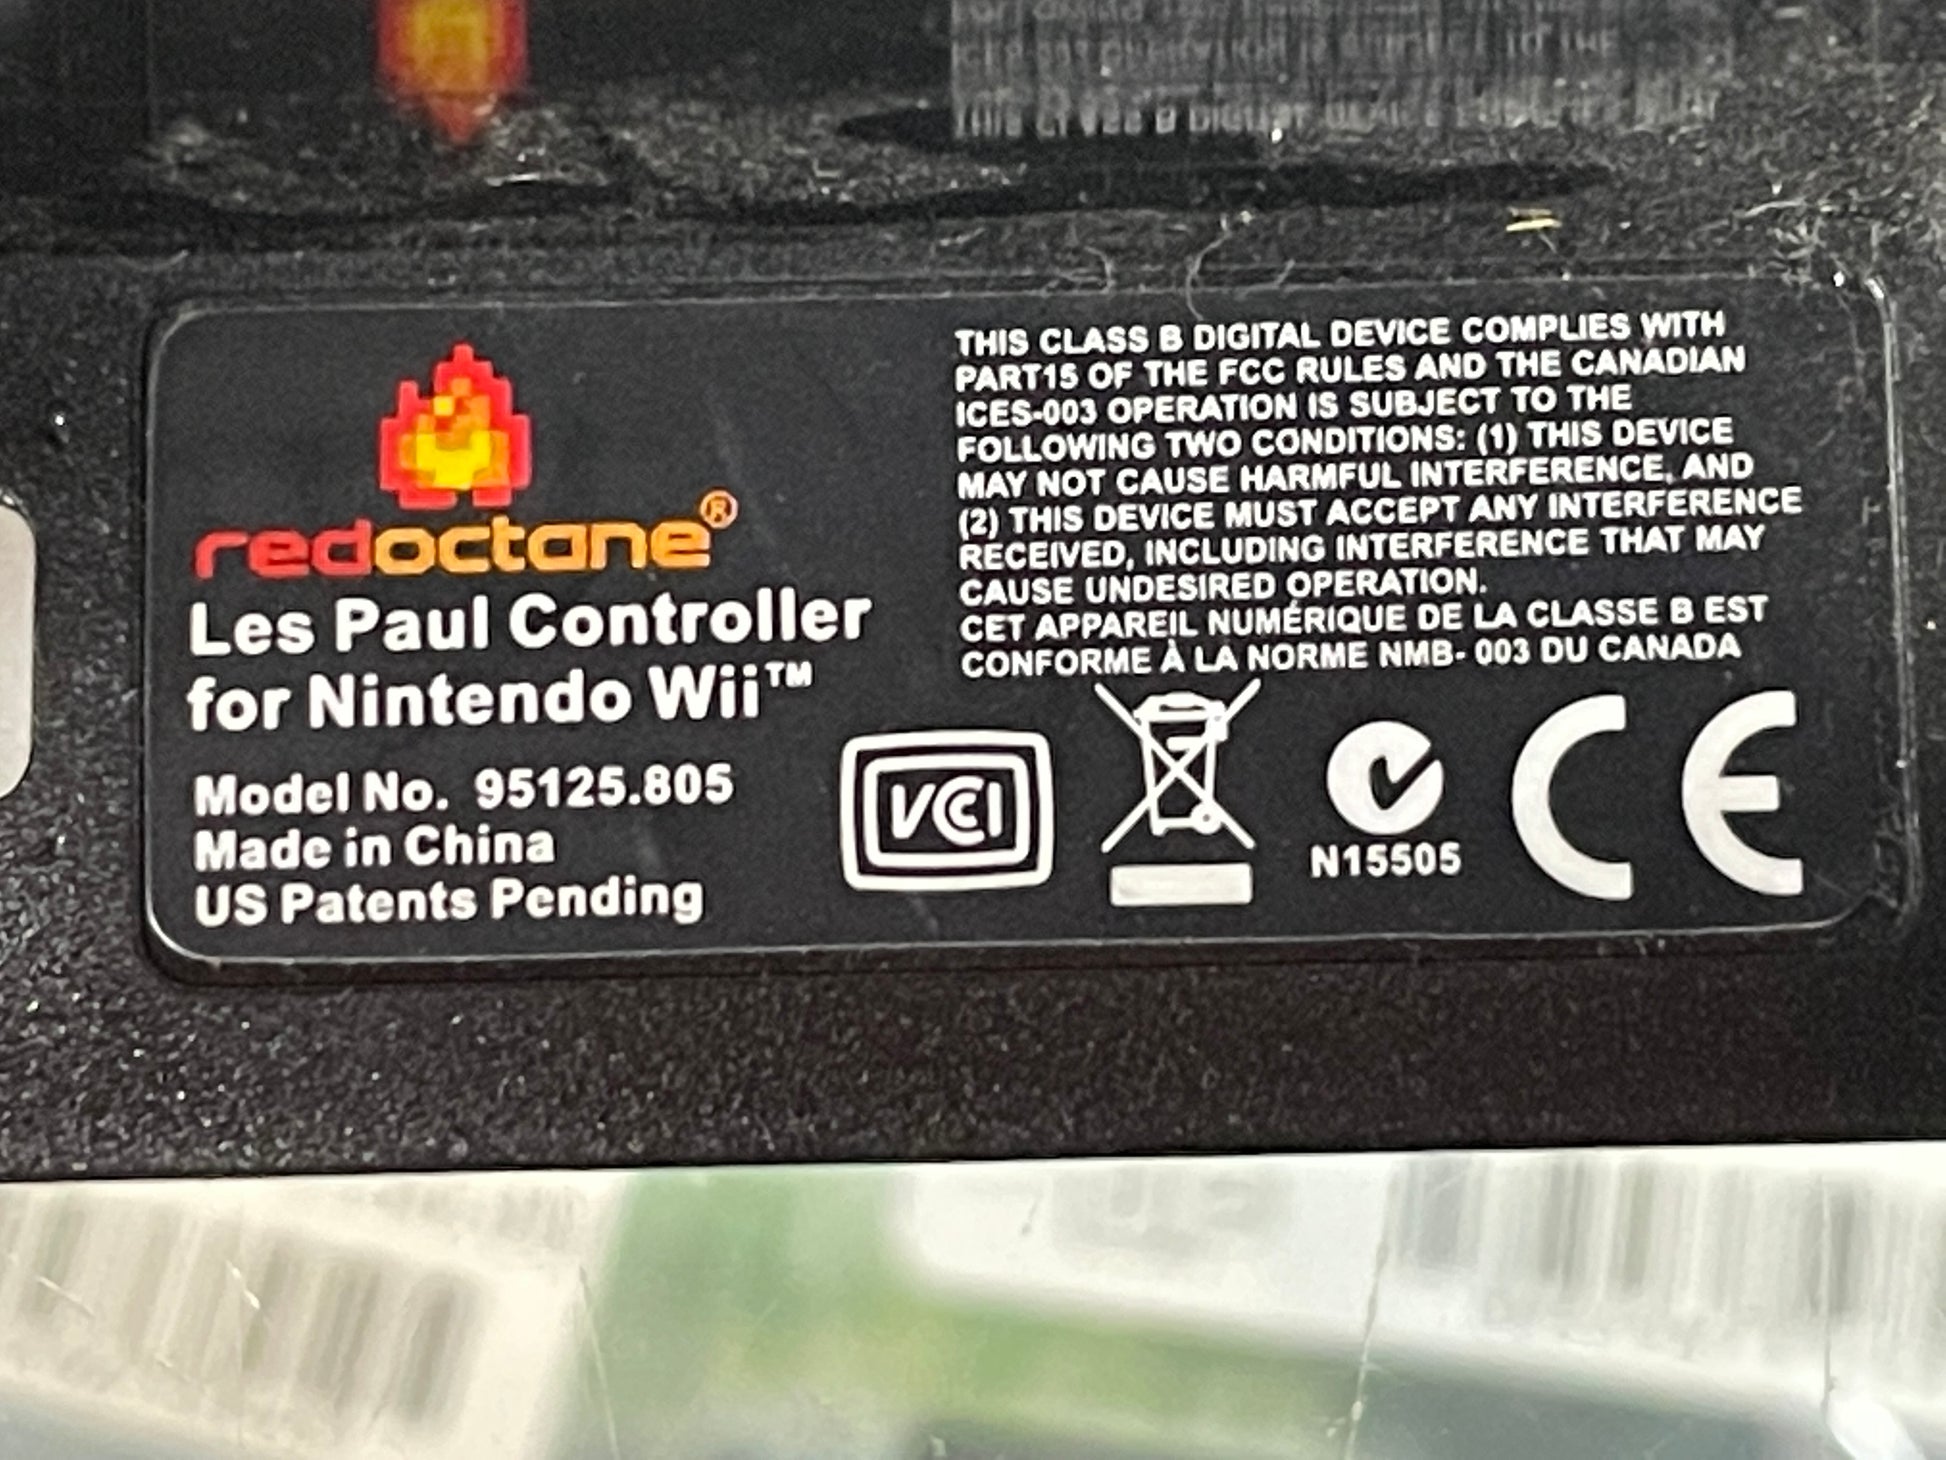 redoctane®
Les Paul Controller
for Nintendo Wii™
Model No. 95125.805
Made in China
US Patents Pending
THIS CLASS B DIGITAL DEVICE COMPLIES WITH
PART15 OF THE FCC RULES AND THE CANADIAN
ICES-003 OPERATION IS SUBJECT TO THE
FOLLOWING TWO CONDITIONS: (1) THIS DEVICE
MAY NOT CAUSE HARMFUL INTERFERENCE, AND
(2) THIS DEVICE MUST ACCEPT ANY INTERFERENCE
RECEIVED, INCLUDING INTERFERENCE THAT MAY
CAUSE UNDESIRED OPERATION.
CET APPAREIL NUMÉRIQUE DE LA CLASSE B EST
CONFORME À LA NORME NMB- 003 DU CANADA
VCCI
N15505
CE